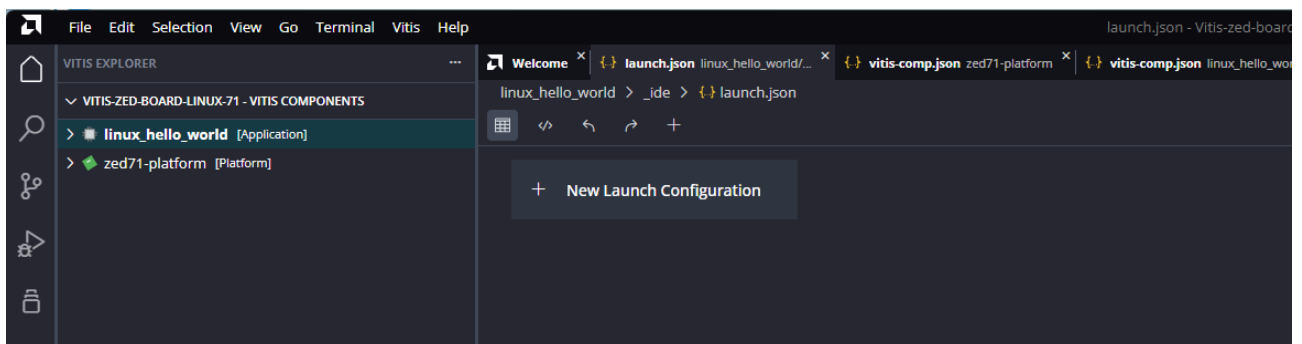 File Edit Selection View Go Terminal Vitis Help
launch.json - Vitis-zed-board
VITIS EXPLORER
Welcome launch.json linux_hello_world/... vitis-comp.json zed71-platform vitis-comp.json linux_hello_wor
VITIS-ZED-BOARD-LINUX-71 - VITIS COMPONENTS
linux_hello_world > _ide > launch.json
linux_hello_world [Application]
zed71-platform [Platform]
New Launch Configuration